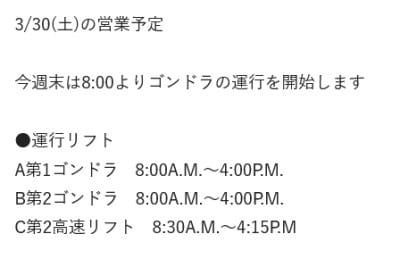 3/30(土)の営業予定
今週末は8:00よりゴンドラの運行を開始します
●運行リフト
A第1ゴンドラ　8:00A.M.～4:00P.M.
B第2ゴンドラ　8:00A.M.～4:00P.M.
C第2高速リフト　8:30A.M.～4:15P.M